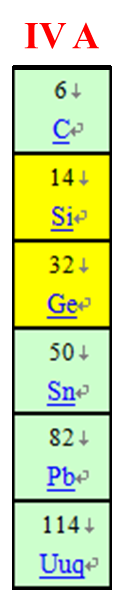 IV A
6↓
C↵
14↓
Si↵
32↓
Ge↵
50↓
Sn↵
82↓
Pb↵
114↓
Uuq↵